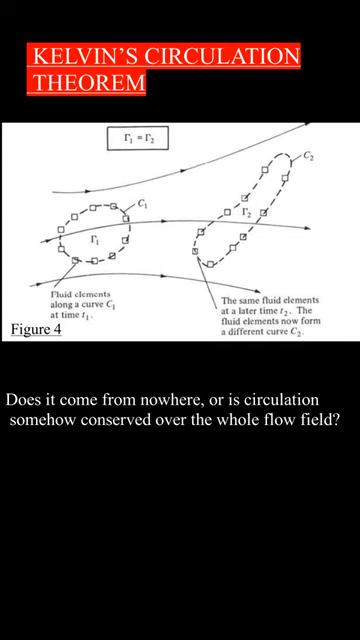 KELVIN'S CIRCULATION
THEOREM
Γ₁ = Γ₂
C₂
C₁
Γ₂
Γ₁
Fluid elements
along a curve C₁
at time t₁.
The same fluid elements
at a later time t₂. The
fluid elements now form
a different curve C₂.
Figure 4
Does it come from nowhere, or is circulation
somehow conserved over the whole flow field?